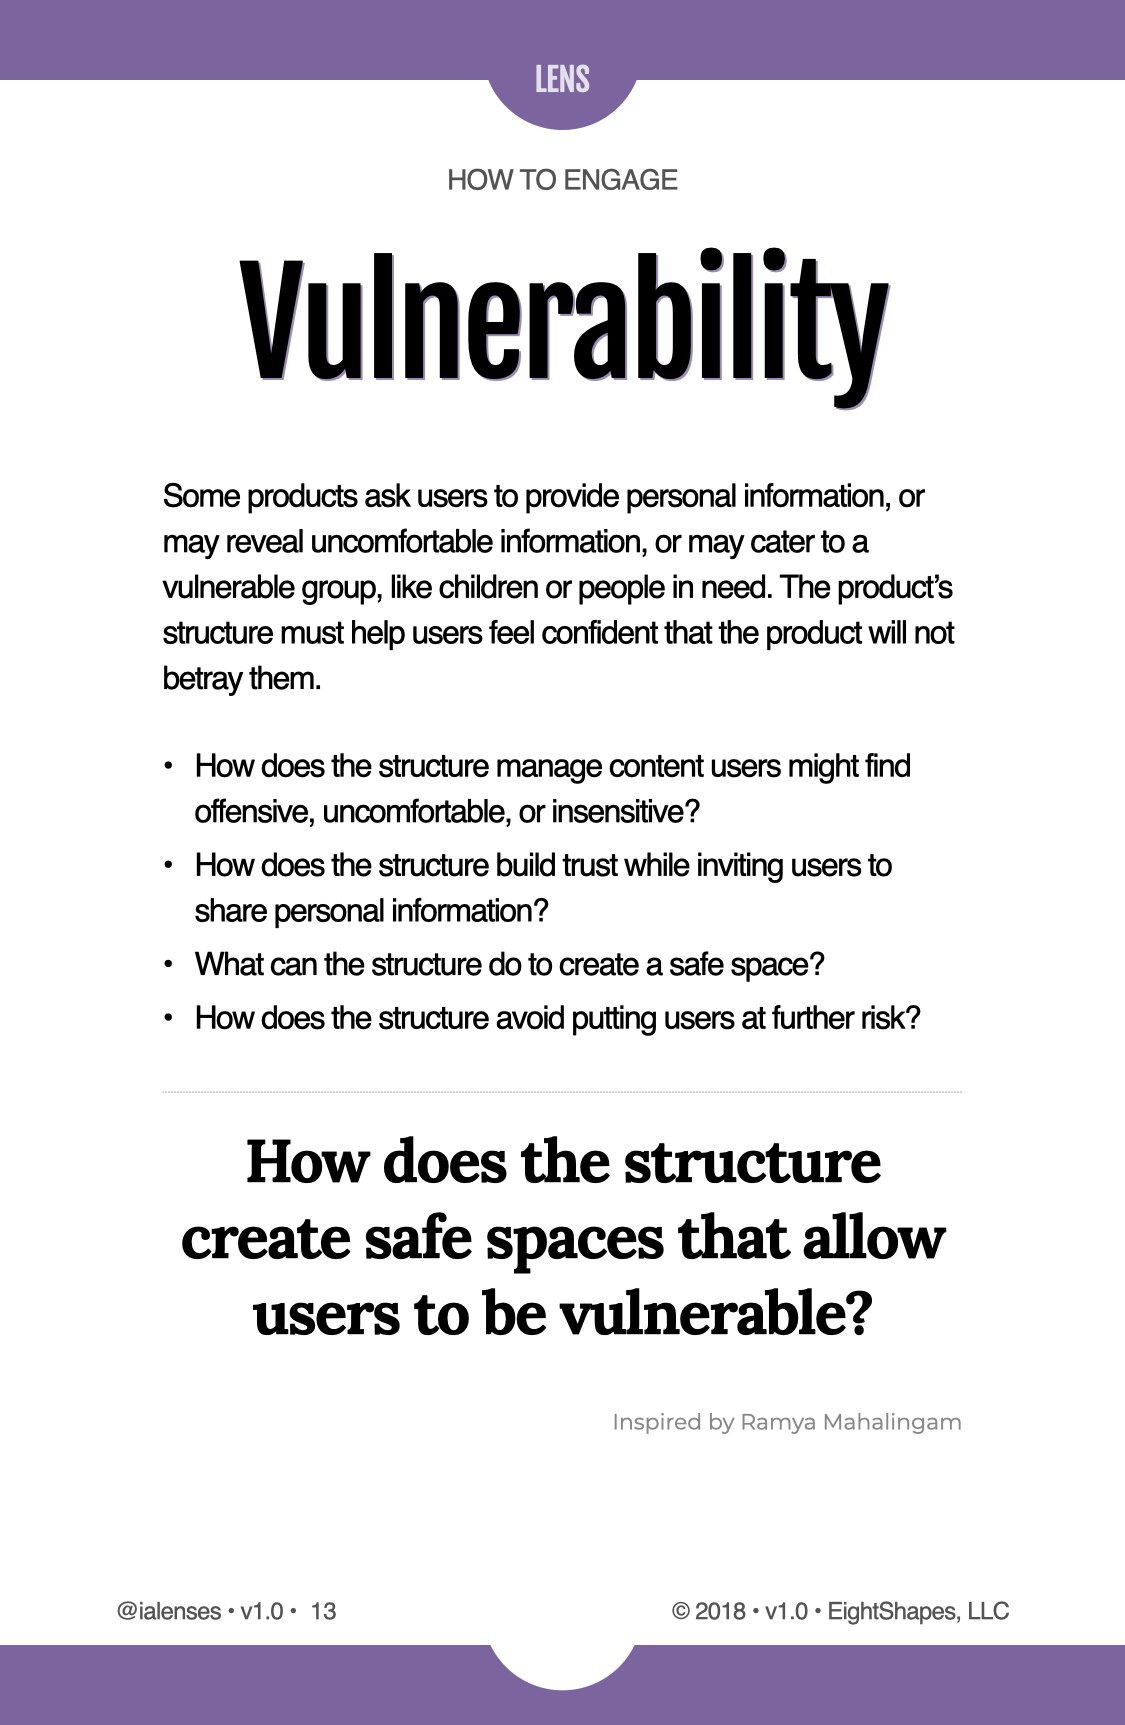 LENS
HOW TO ENGAGE
Vulnerability
Some products ask users to provide personal information, or
may reveal uncomfortable information, or may cater to a
vulnerable group, like children or people in need. The product’s
structure must help users feel confident that the product will not
betray them.
• How does the structure manage content users might find
offensive, uncomfortable, or insensitive?
• How does the structure build trust while inviting users to
share personal information?
• What can the structure do to create a safe space?
• How does the structure avoid putting users at further risk?
How does the structure
create safe spaces that allow
users to be vulnerable?
Inspired by Ramya Mahalingam
@ialenses • v1.0 • 13
© 2018 • v1.0 • EightShapes, LLC